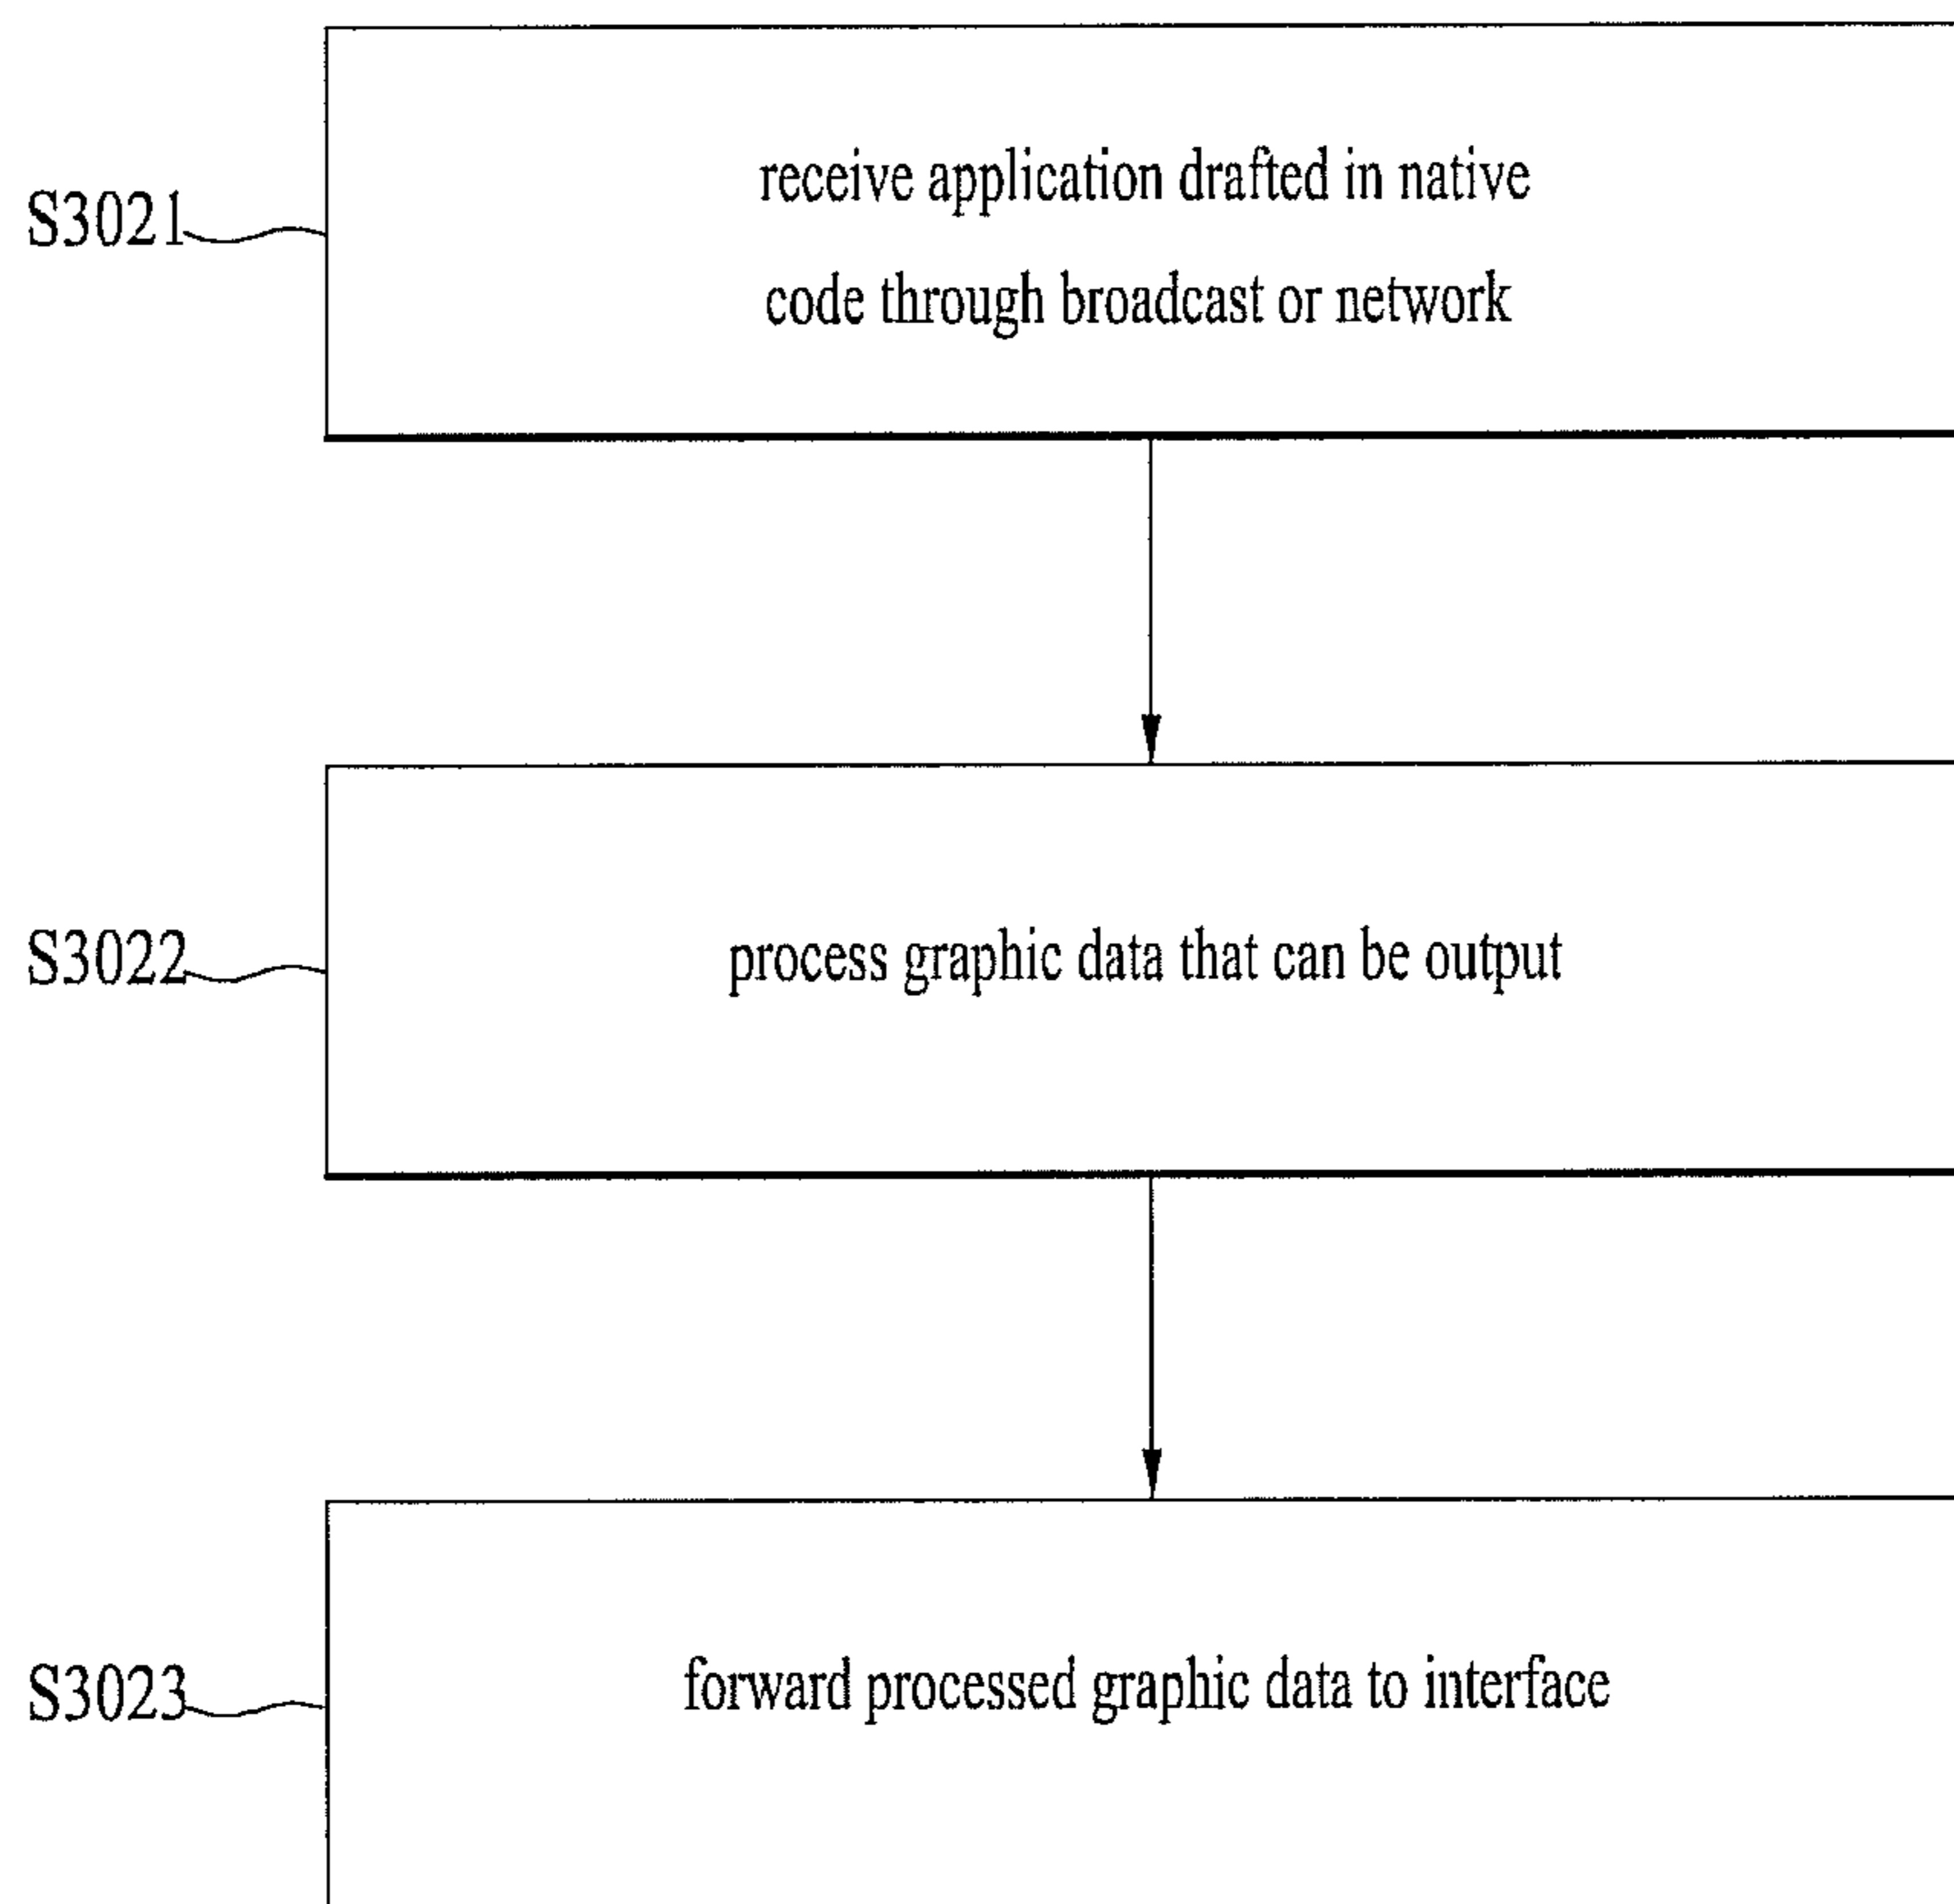 S3021
receive application drafted in native
code through broadcast or network
S3022
process graphic data that can be output
S3023
forward processed graphic data to interface